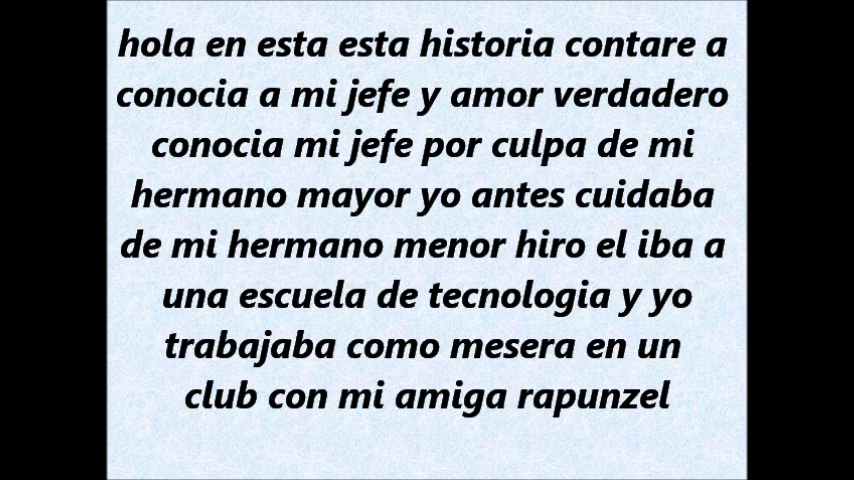 hola en esta esta historia contare a
conocia a mi jefe y amor verdadero
conocia mi jefe por culpa de mi
hermano mayor yo antes cuidaba
de mi hermano menor hiro el iba a
una escuela de tecnologia y yo
trabajaba como mesera en un
club con mi amiga rapunzel